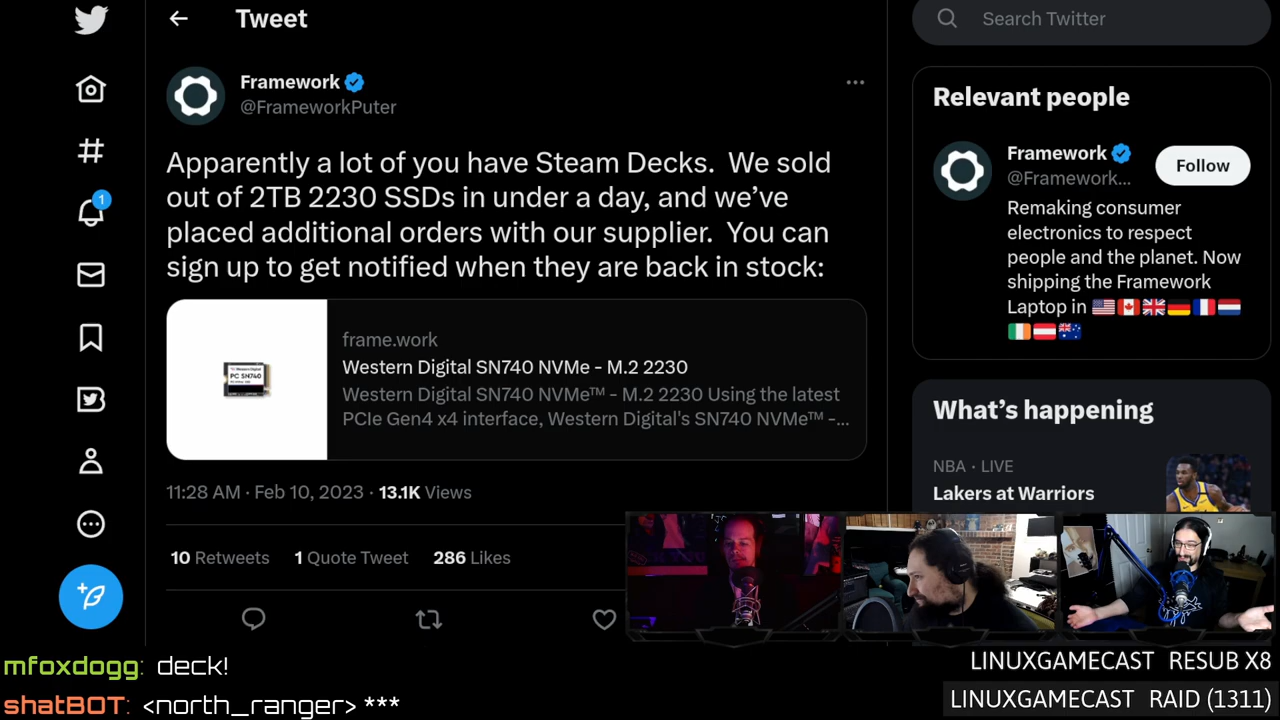 Tweet
Search Twitter
Framework
@FrameworkPuter
Apparently a lot of you have Steam Decks.  We sold
out of 2TB 2230 SSDs in under a day, and we’ve
placed additional orders with our supplier.  You can
sign up to get notified when they are back in stock:
frame.work
Western Digital SN740 NVMe - M.2 2230
Western Digital SN740 NVMe™ - M.2 2230 Using the latest
PCIe Gen4 x4 interface, Western Digital's SN740 NVMe™ -...
PC SN740
11:28 AM · Feb 10, 2023 · 13.1K Views
10 Retweets 1 Quote Tweet 286 Likes
1
Relevant people
Framework
@Framework...
Follow
Remaking consumer
electronics to respect
people and the planet. Now
shipping the Framework
Laptop in
What’s happening
NBA · LIVE
Lakers at Warriors
mfoxdogg: deck!
shatBOT: <north_ranger> ***
LINUXGAMECAST RESUB X8
LINUXGAMECAST RAID (1311)